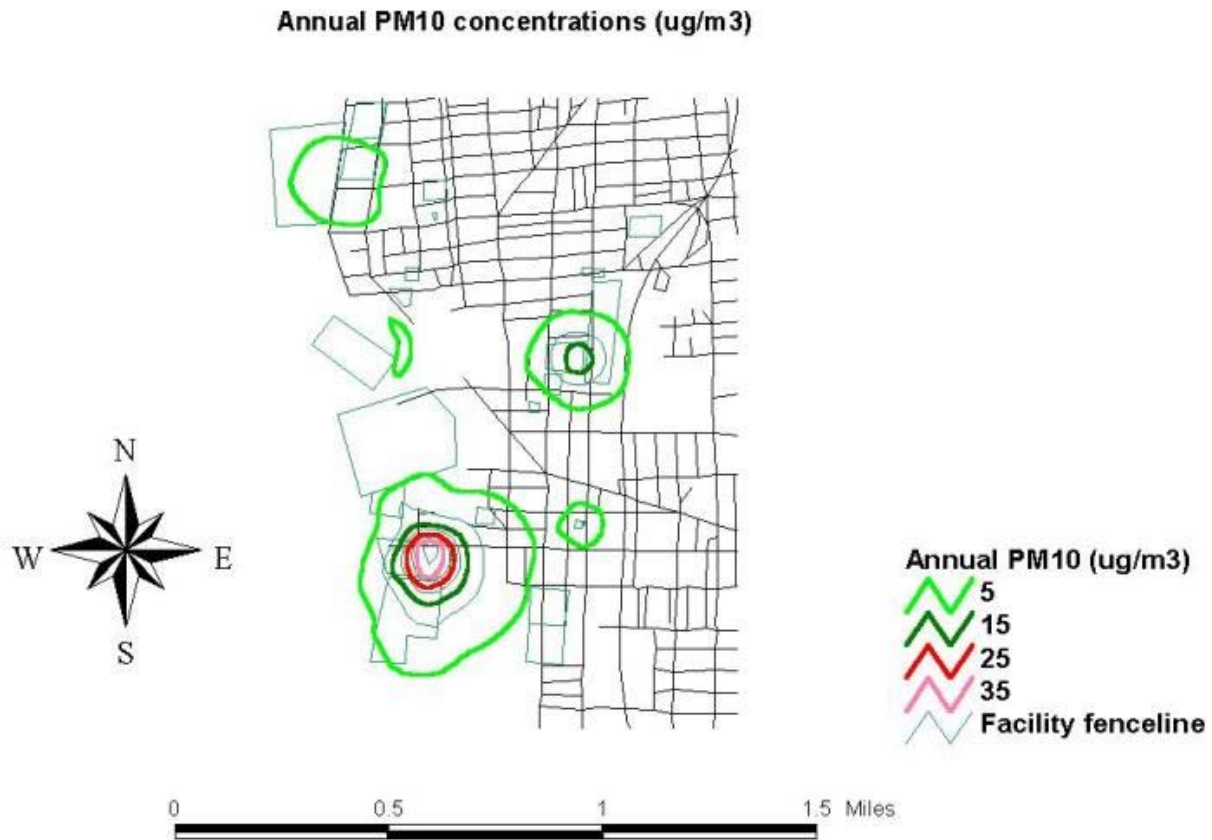 Annual PM10 concentrations (ug/m3)
N
W E
S
Annual PM10 (ug/m3)
5
15
25
35
Facility fenceline
0 0.5 1 1.5 Miles